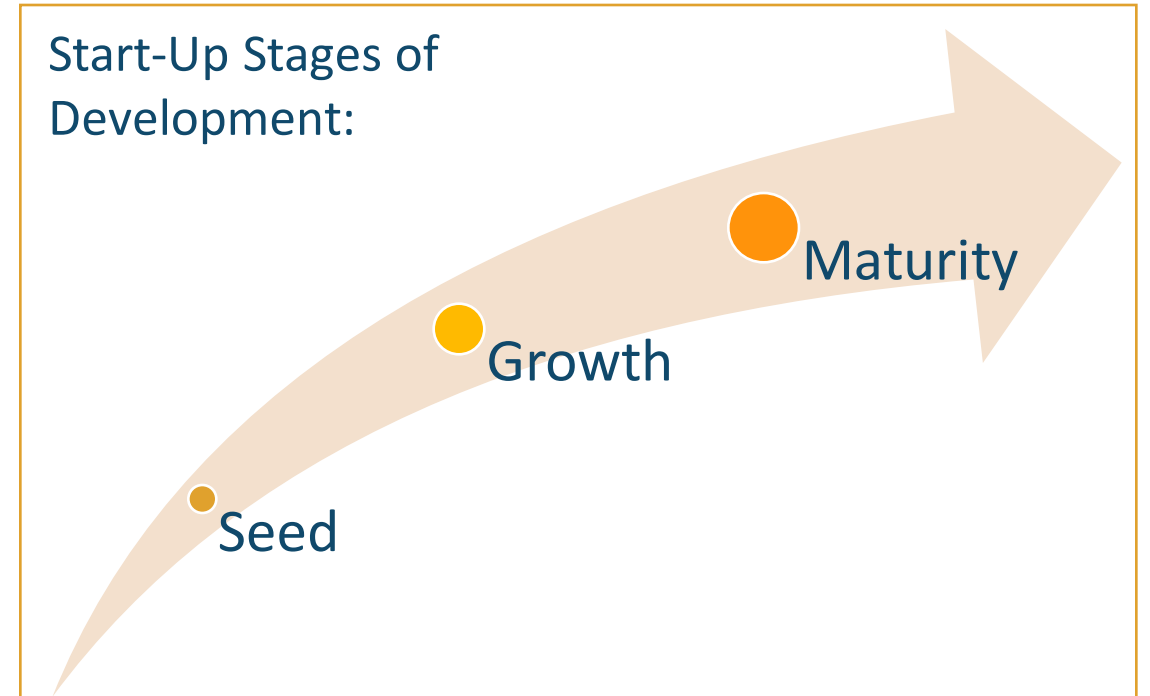 Start-Up Stages of
Development:
Maturity
Growth
Seed